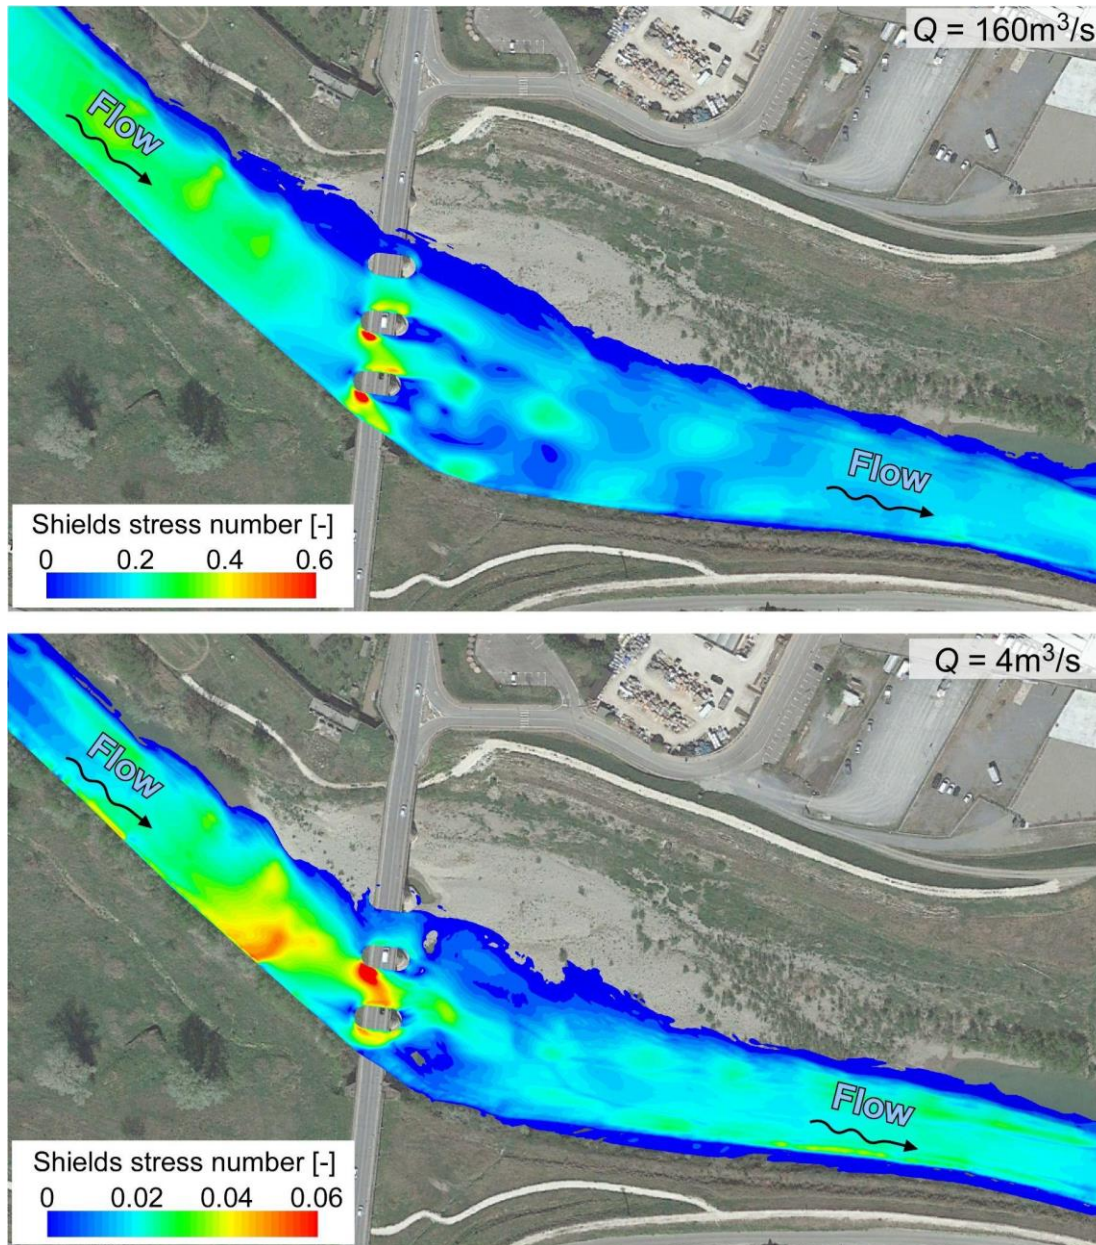 Q = 160m³/s
Flow
Flow
Shields stress number [-]
0 0.2 0.4 0.6
Q = 4m³/s
Flow
Flow
Shields stress number [-]
0 0.02 0.04 0.06